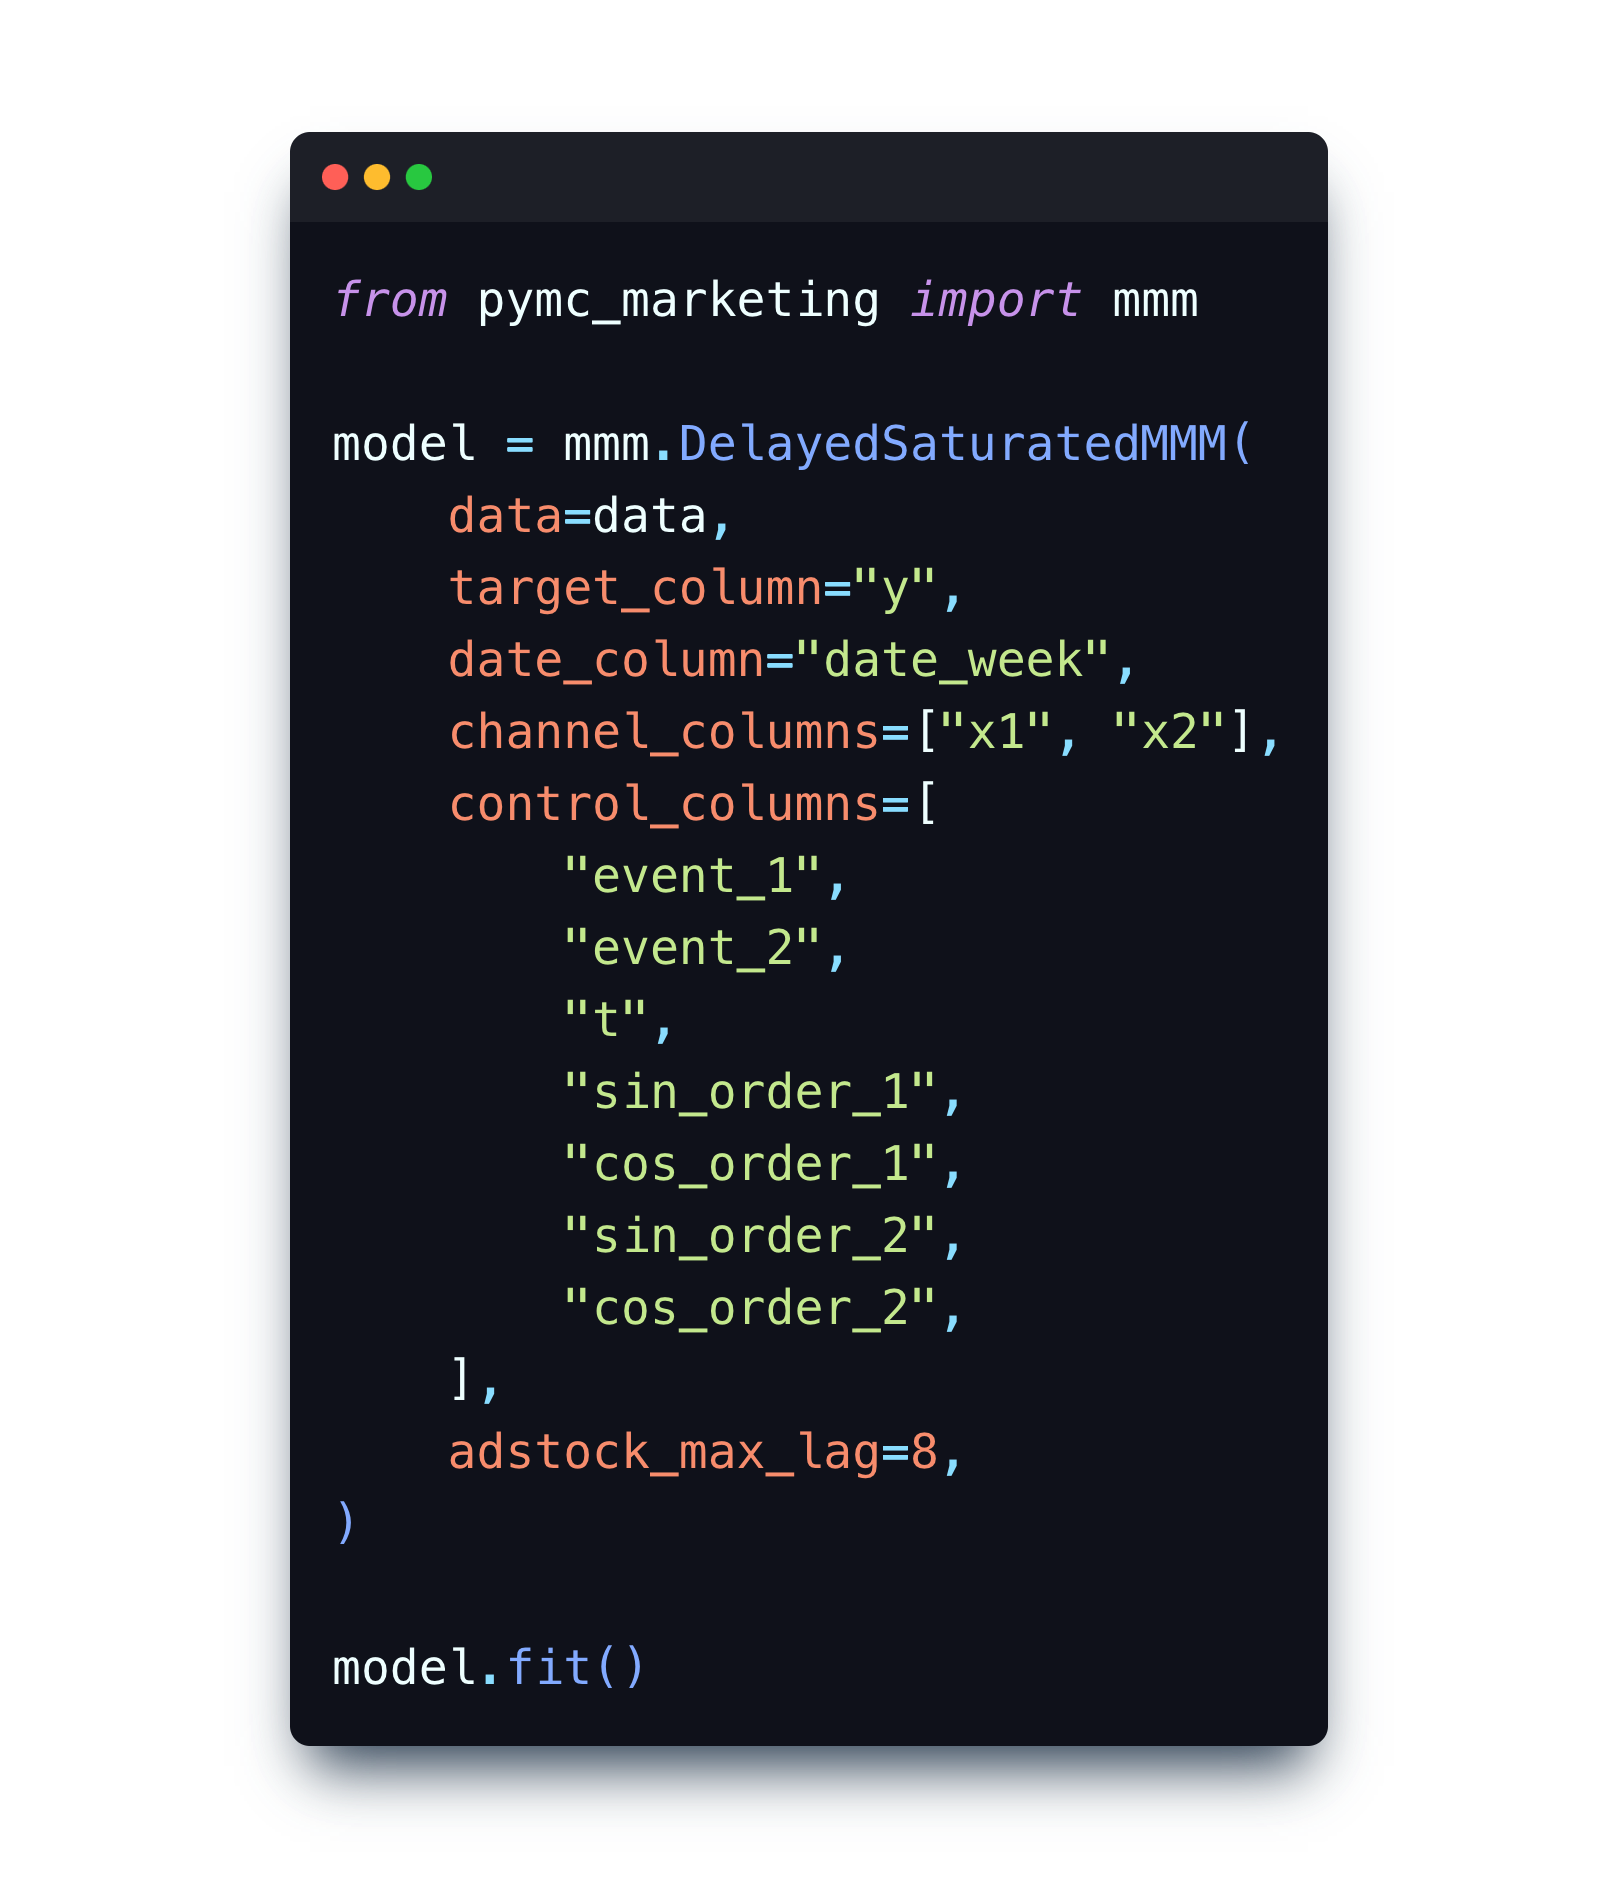 from pymc_marketing import mmm

model = mmm.DelayedSaturatedMMM(
    data=data,
    target_column="y",
    date_column="date_week",
    channel_columns=["x1", "x2"],
    control_columns=[
        "event_1",
        "event_2",
        "t",
        "sin_order_1",
        "cos_order_1",
        "sin_order_2",
        "cos_order_2",
    ],
    adstock_max_lag=8,
)

model.fit()